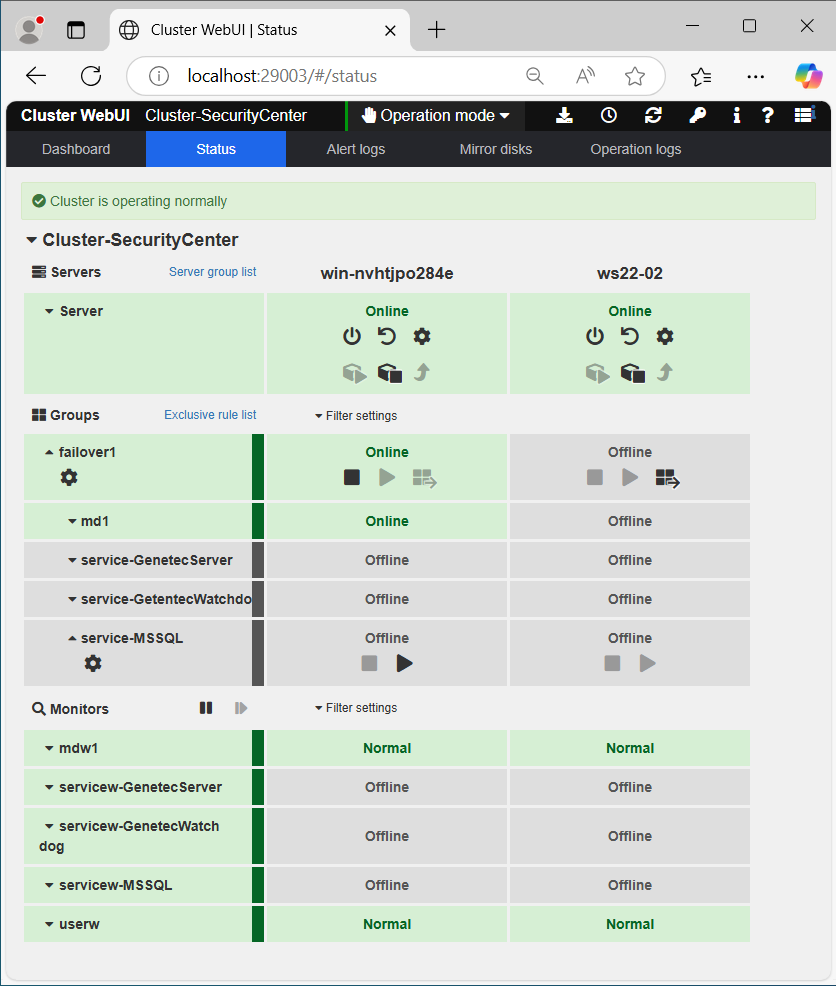 Cluster WebUI | Status
localhost:29003/#/status
Cluster WebUI Cluster-SecurityCenter Operation mode
Dashboard Status Alert logs Mirror disks Operation logs
Cluster is operating normally
Cluster-SecurityCenter
Servers Server group list win-nvhtjpo284e ws22-02
Server Online Online
Groups Exclusive rule list Filter settings
failover1 Online Offline
md1 Online Offline
service-GenetecServer Offline Offline
service-GetentecWatchdo Offline Offline
service-MSSQL Offline Offline
Monitors Filter settings
mdw1 Normal Normal
servicew-GenetecServer Offline Offline
servicew-GenetecWatch
dog Offline Offline
servicew-MSSQL Offline Offline
userw Normal Normal